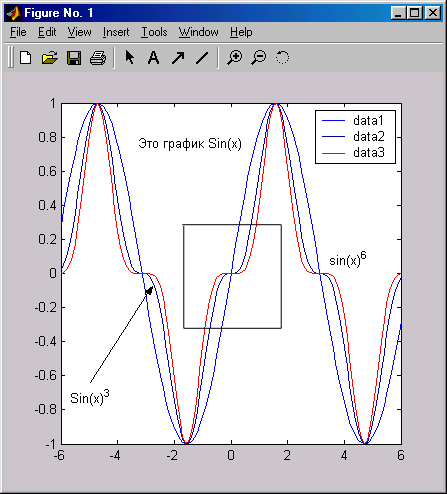 Figure No. 1
File Edit View Insert Tools Window Help
A
Это график Sin(x)
data1
data2
data3
sin(x)6
Sin(x)3
1
0.8
0.6
0.4
0.2
0
-0.2
-0.4
-0.6
-0.8
-1
-6 -4 -2 0 2 4 6